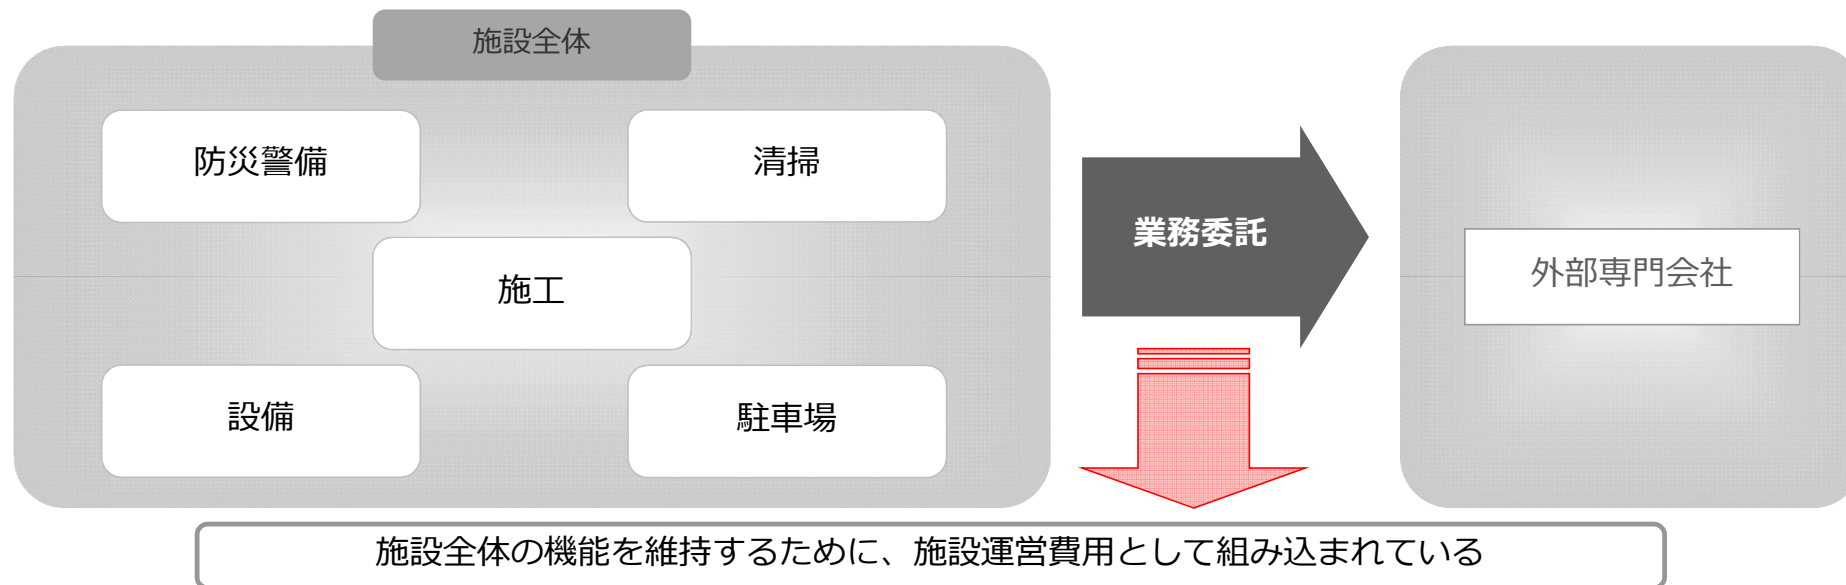 施設全体
防災警備
清掃
施工
設備
駐車場
業務委託
外部専門会社
施設全体の機能を維持するために、施設運営費用として組み込まれている